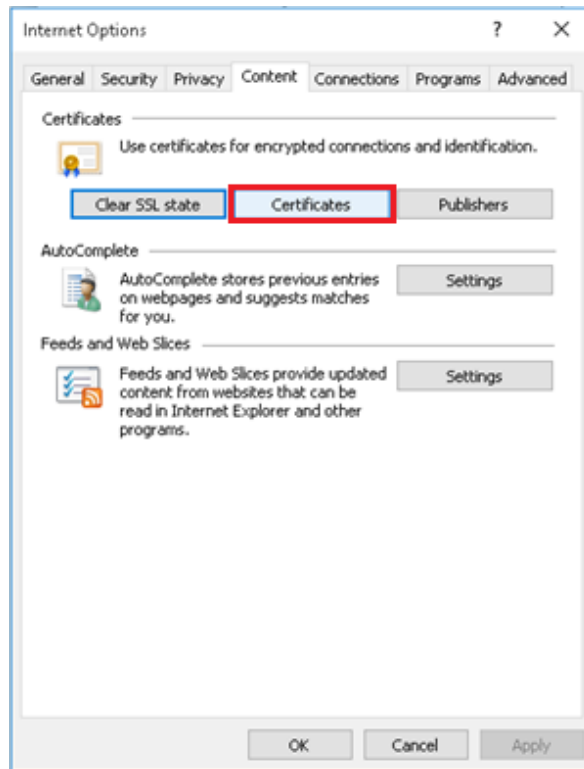 Internet Options ?
General Security Privacy Content Connections Programs Advanced
Certificates
Use certificates for encrypted connections and identification.
Clear SSL state Certificates Publishers
AutoComplete
AutoComplete stores previous entries
on webpages and suggests matches
for you.
Settings
Feeds and Web Slices
Feeds and Web Slices provide updated
content from websites that can be
read in Internet Explorer and other
programs.
Settings
OK Cancel Apply